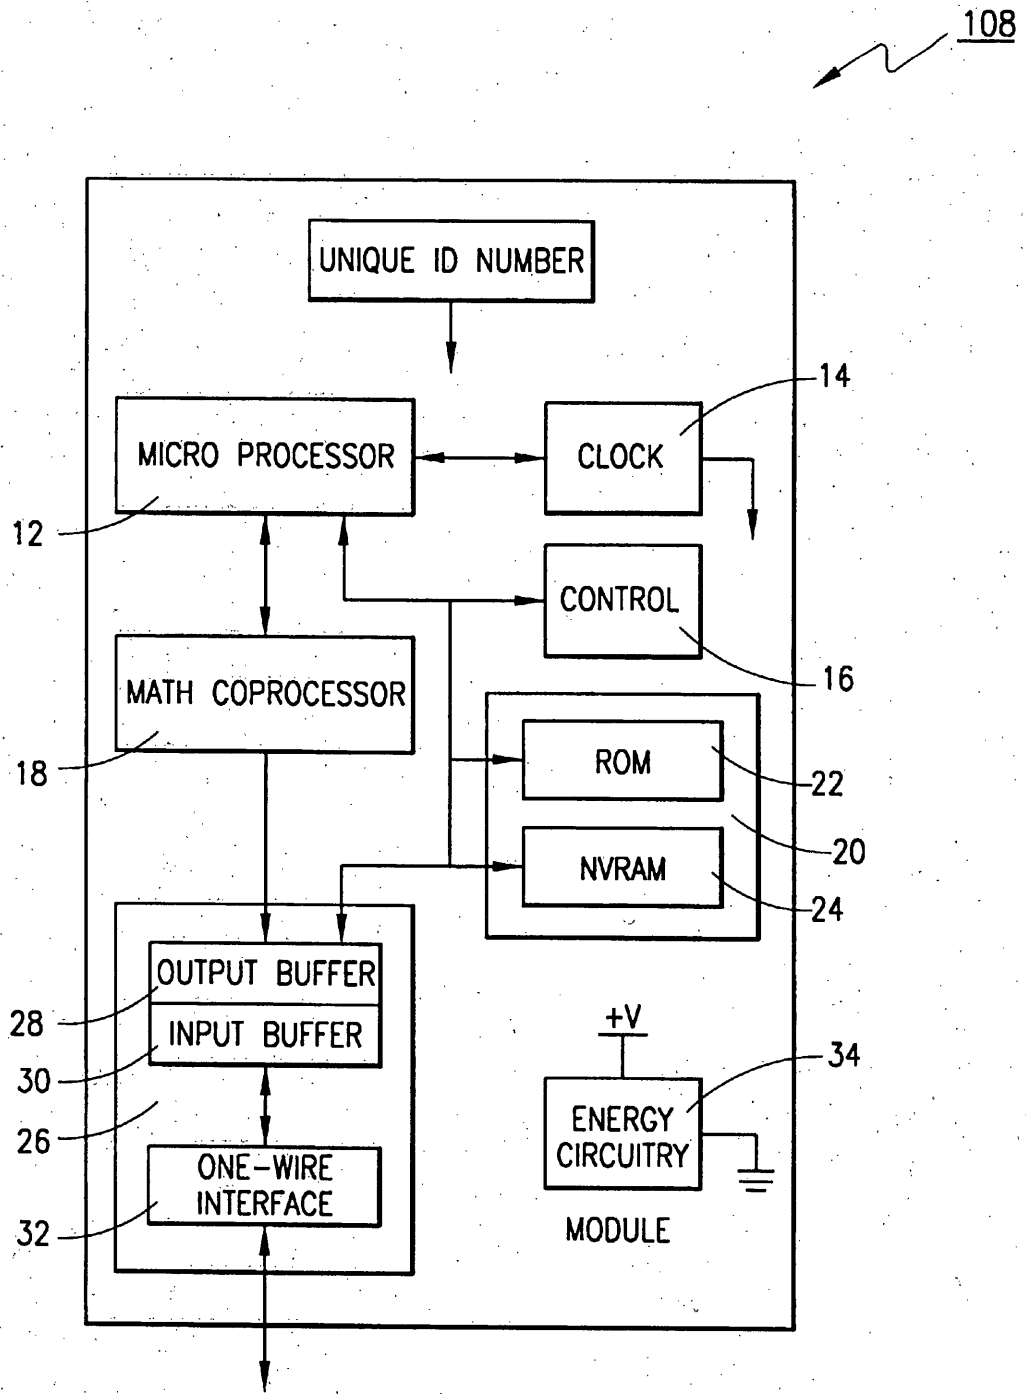 108
UNIQUE ID NUMBER
14
MICRO PROCESSOR
CLOCK
12
CONTROL
16
MATH COPROCESSOR
18
ROM
22
20
NVRAM
24
OUTPUT BUFFER
28
INPUT BUFFER
30
+V
34
26
ENERGY
CIRCUITRY
ONE-WIRE
INTERFACE
32
MODULE